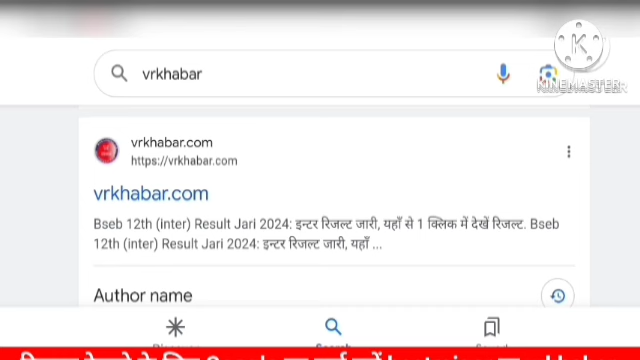 vrkhabar
K
KINEMASTER
vrkhabar.com
https://vrkhabar.com
vrkhabar.com
Bseb 12th (inter) Result Jari 2024: इन्टर रिजल्ट जारी, यहाँ से 1 क्लिक में देखें रिजल्ट. Bseb
12th (inter) Result Jari 2024: इन्टर रिजल्ट जारी, यहाँ ...
Author name